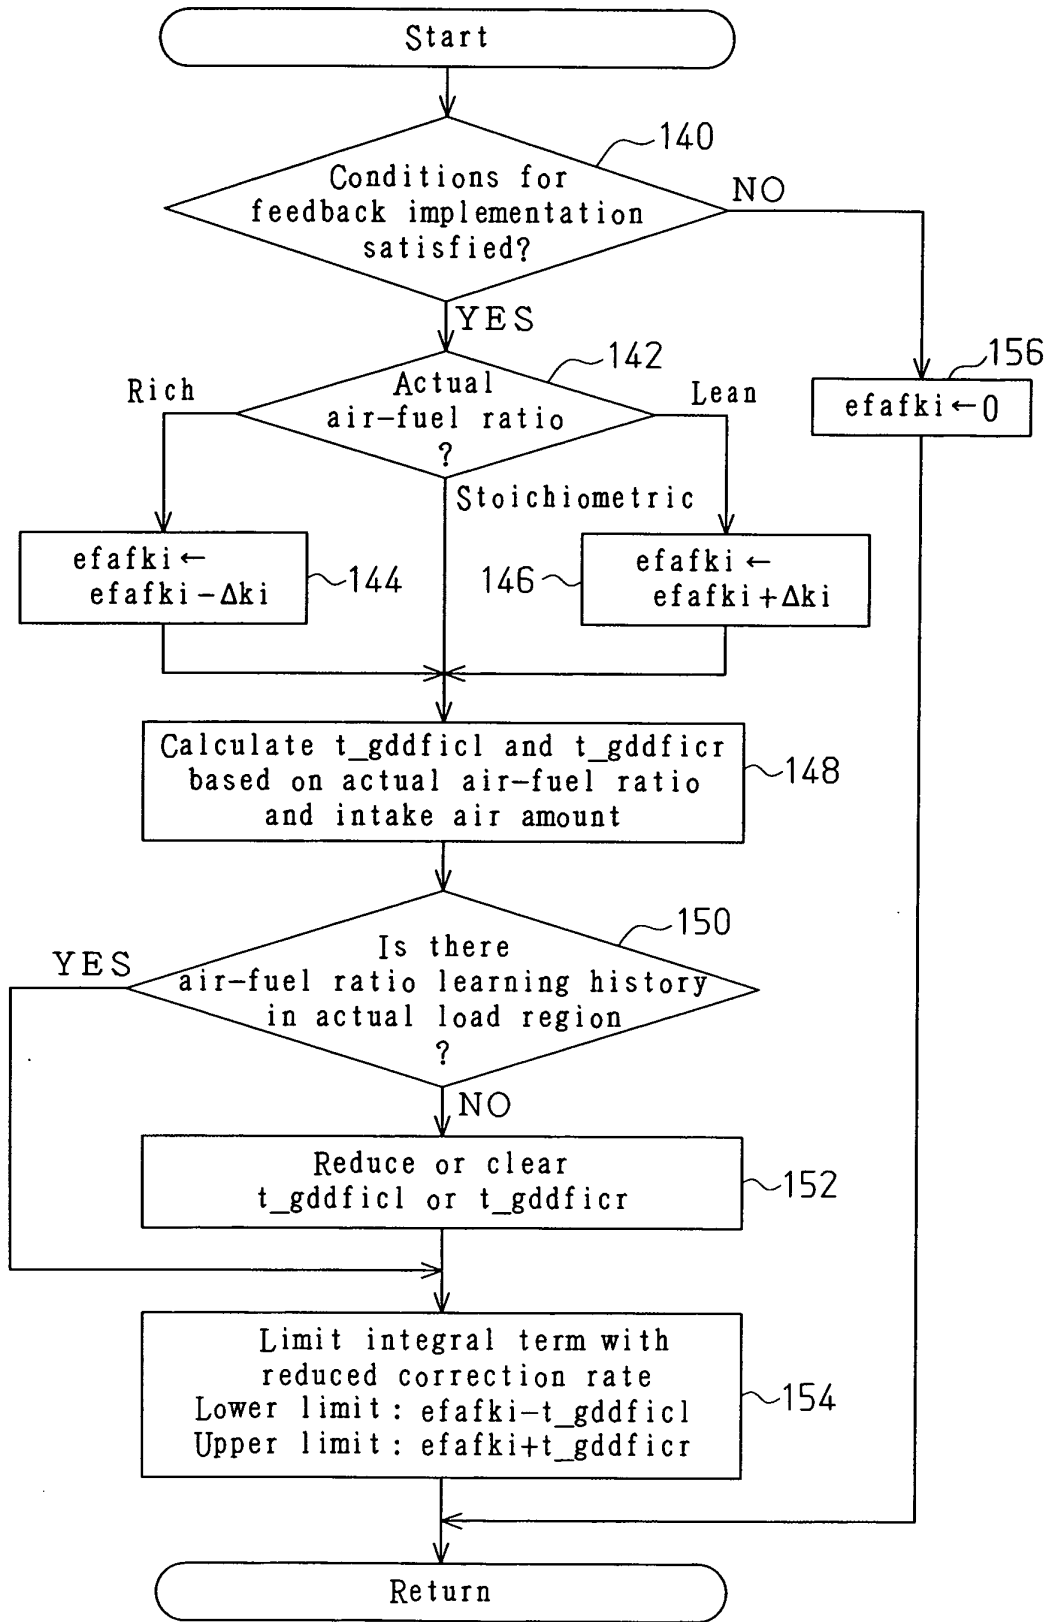 Start
140
Conditions for
feedback implementation
satisfied?
NO
YES
142
156
Rich
Actual
air-fuel ratio
?
Lean
efafki←0
Stoichiometric
efafki←
efafki−Δki
144
146
efafki←
efafki+Δki
Calculate t_gddficl and t_gddficr
based on actual air-fuel ratio
and intake air amount
148
150
YES
Is there
air-fuel ratio learning history
in actual load region
?
NO
Reduce or clear
t_gddficl or t_gddficr
152
Limit integral term with
reduced correction rate
Lower limit: efafki−t_gddficl
Upper limit: efafki+t_gddficr
154
Return